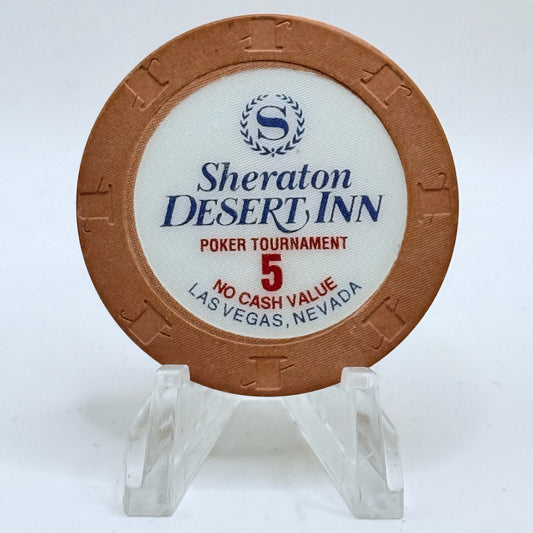 S
Sheraton
DESERT INN
POKER TOURNAMENT
5
NO CASH VALUE
LAS VEGAS, NEVADA